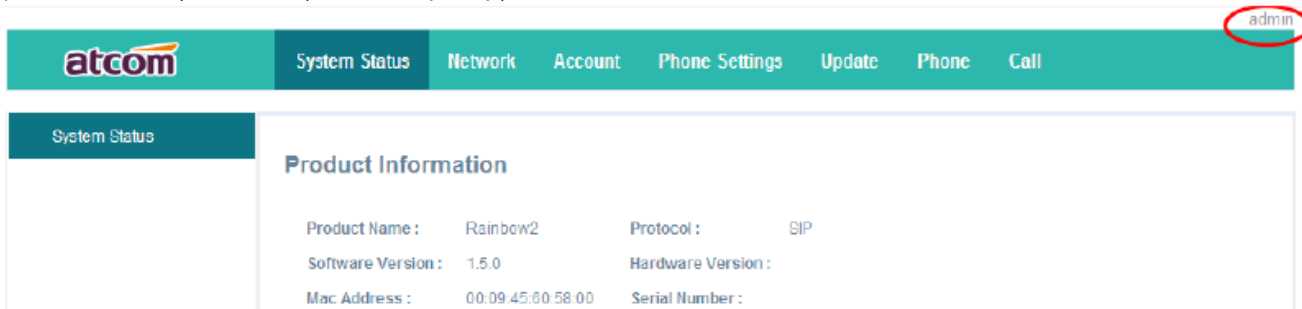 admin
atcom
System Status Network Account Phone Settings Update Phone Call
System Status
Product Information
Product Name : Rainbow2 Protocol : SIP
Software Version : 1.5.0 Hardware Version :
Mac Address : 00:09:45:60:58:00 Serial Number :